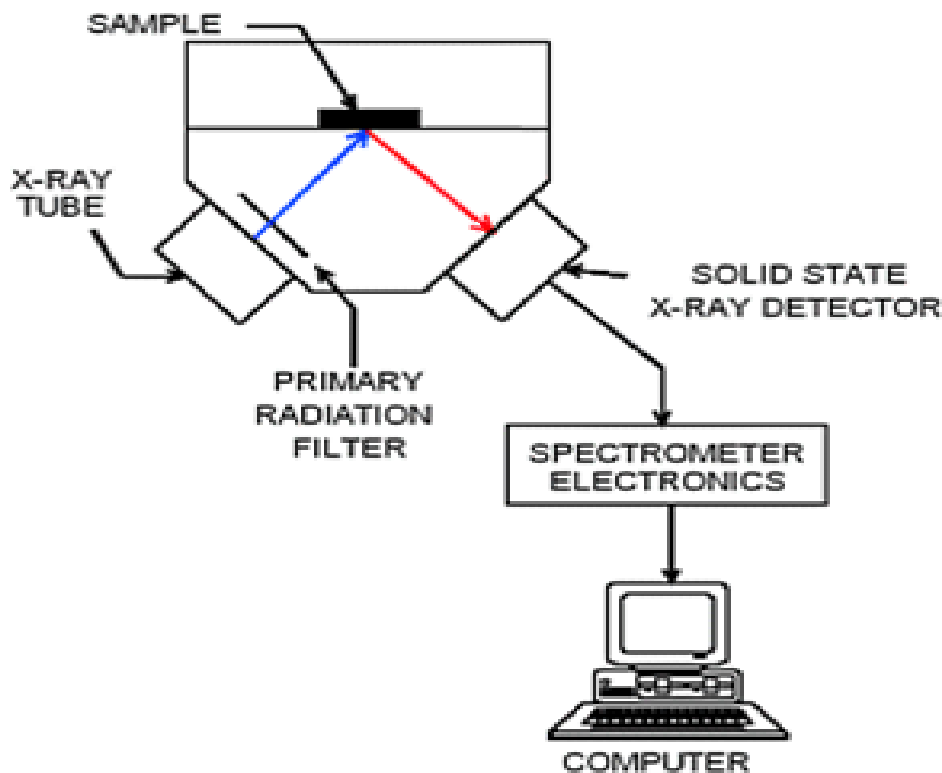 SAMPLE
X-RAY
TUBE
SOLID STATE
X-RAY DETECTOR
PRIMARY
RADIATION
FILTER
SPECTROMETER
ELECTRONICS
COMPUTER